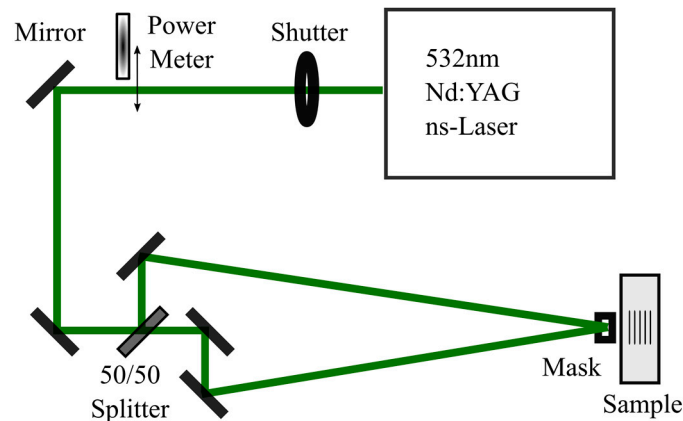 Mirror
Power
Meter
Shutter
532nm
Nd:YAG
ns-Laser
50/50
Splitter
Mask
Sample